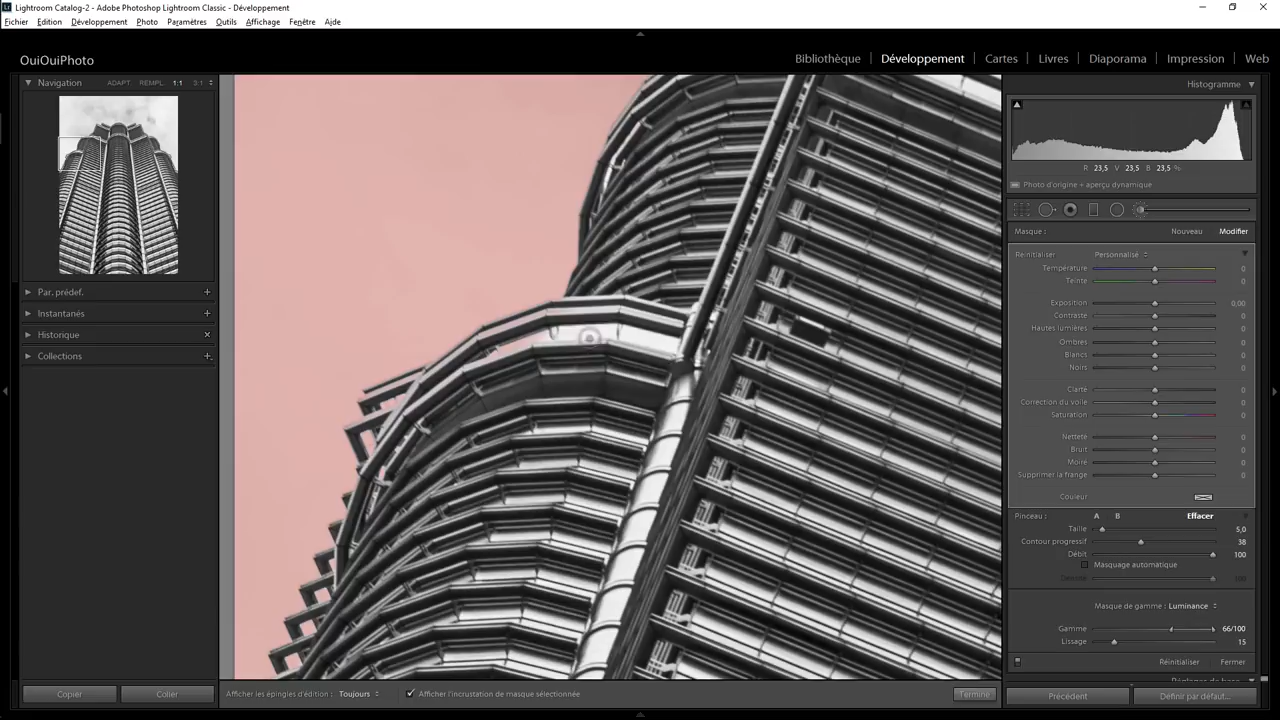 Lightroom Catalog-2 - Adobe Photoshop Lightroom Classic - Développement
Fichier Edition Développement Photo Paramètres Outils Affichage Fenêtre Aide
OuiOuiPhoto
Bibliothèque Développement Cartes Livres Diaporama Impression Web
Navigation ADAPT. REMPL. 1:1 3:1
Par. prédef.
Instantanés
Historique
Collections
Copier Coller
Afficher les épingles d'édition : Toujours
Afficher l'incrustation de masque sélectionnée
Terminé
Histogramme
R 23,5 V 23,5 B 23,5 %
Photo d'origine + aperçu dynamique
Masque : Nouveau Modifier
Réinitialiser Personnalisé
Température 0
Teinte 0
Exposition 0,00
Contraste 0
Hautes lumières 0
Ombres 0
Blancs 0
Noirs 0
Clarté 0
Correction du voile 0
Saturation 0
Netteté 0
Bruit 0
Moiré 0
Supprimer la frange 0
Couleur
Pinceau : A B Effacer
Taille 5,0
Contour progressif 38
Débit 100
Masquage automatique
Densité 100
Masque de gamme : Luminance
Gamme 66/100
Lissage 15
Réinitialiser Fermer
Précédent Définir par défaut...